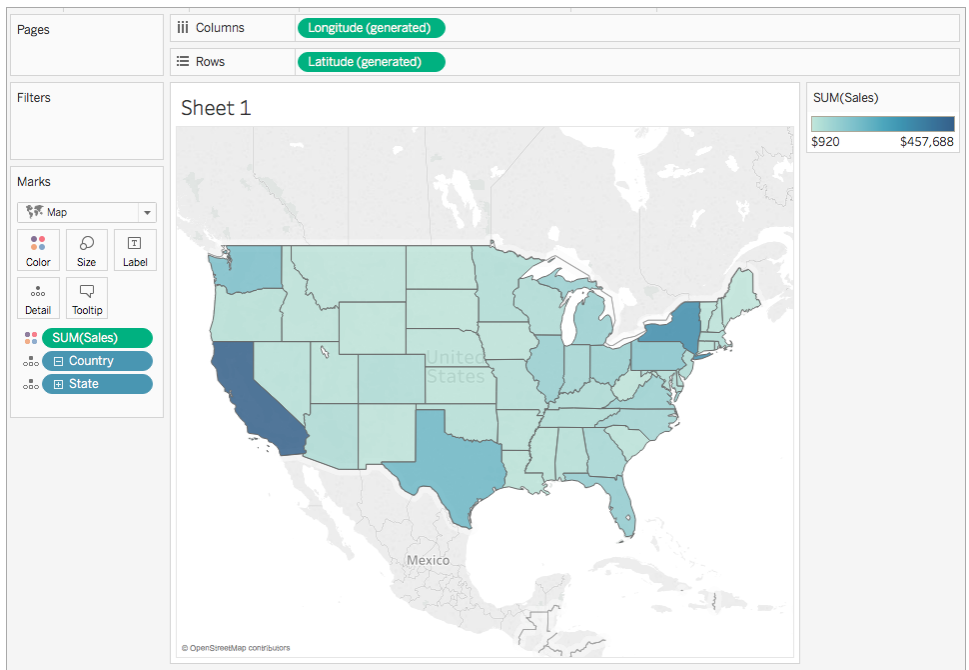 Pages
Columns
Longitude (generated)
Rows
Latitude (generated)
Filters
Sheet 1
SUM(Sales)
$920
$457,688
Marks
Map
Color
Size
Label
T
Detail
Tooltip
SUM(Sales)
Country
State
United
States
Mexico
© OpenStreetMap contributors